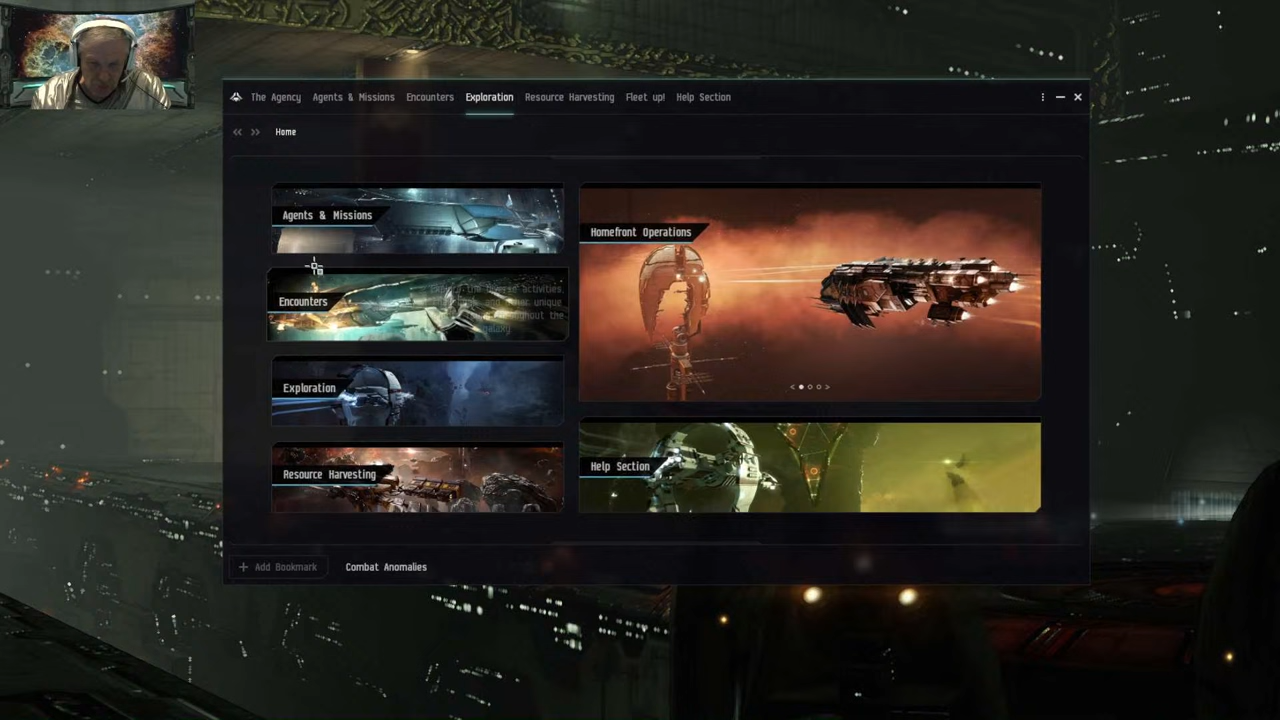 The Agency Agents & Missions Encounters Exploration Resource Harvesting Fleet up! Help Section
Home
Agents & Missions
Homefront Operations
Encounters
Exploration
Resource Harvesting
Help Section
Add Bookmark Combat Anomalies